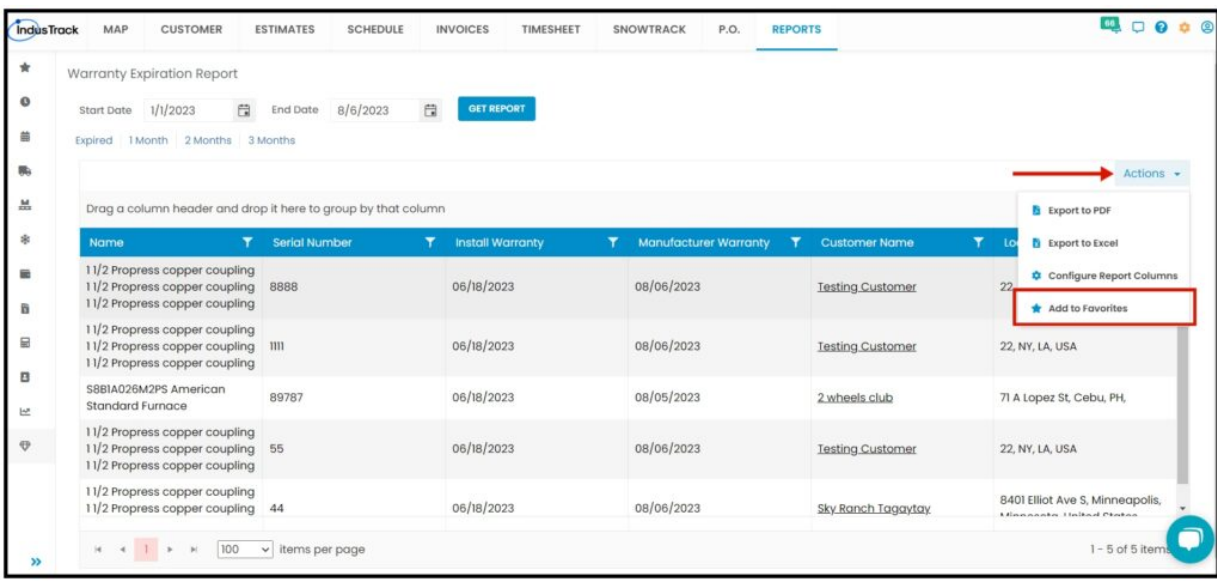 IndusTrack MAP CUSTOMER ESTIMATES SCHEDULE INVOICES TIMESHEET SNOWTRACK P.O. REPORTS 66
Warranty Expiration Report
Start Date 1/1/2023 End Date 8/6/2023 GET REPORT
Expired 1 Month 2 Months 3 Months
Actions
Export to PDF
Export to Excel
Configure Report Columns
Add to Favorites
Drag a column header and drop it here to group by that column
Name Serial Number Install Warranty Manufacturer Warranty Customer Name
1 1/2 Propress copper coupling
1 1/2 Propress copper coupling 8888 06/18/2023 08/06/2023 Testing Customer 22,
1 1/2 Propress copper coupling
1 1/2 Propress copper coupling
1 1/2 Propress copper coupling 1111 06/18/2023 08/06/2023 Testing Customer 22, NY, LA, USA
1 1/2 Propress copper coupling
S8B1A026M2PS American
Standard Furnace 89787 06/18/2023 08/05/2023 2 wheels club 71 A Lopez St, Cebu, PH,
1 1/2 Propress copper coupling
1 1/2 Propress copper coupling 55 06/18/2023 08/06/2023 Testing Customer 22, NY, LA, USA
1 1/2 Propress copper coupling
1 1/2 Propress copper coupling
1 1/2 Propress copper coupling 44 06/18/2023 08/06/2023 Sky Ranch Tagaytay 8401 Elliot Ave S, Minneapolis,
Minnesota, United States
1 100 items per page 1 - 5 of 5 items